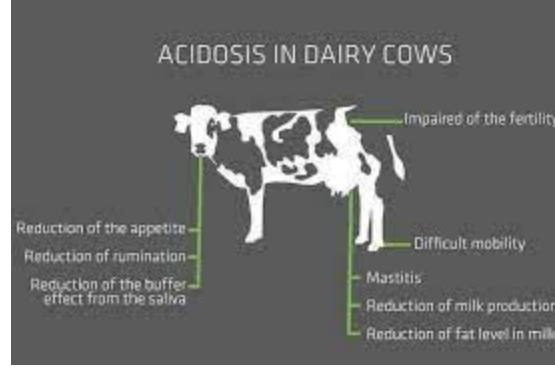 ACIDOSIS IN DAIRY COWS
Impaired of the fertility
Reduction of the appetite
Reduction of rumination
Reduction of the buffer
effect from the saliva
Difficult mobility
Mastitis
Reduction of milk production
Reduction of fat level in milk